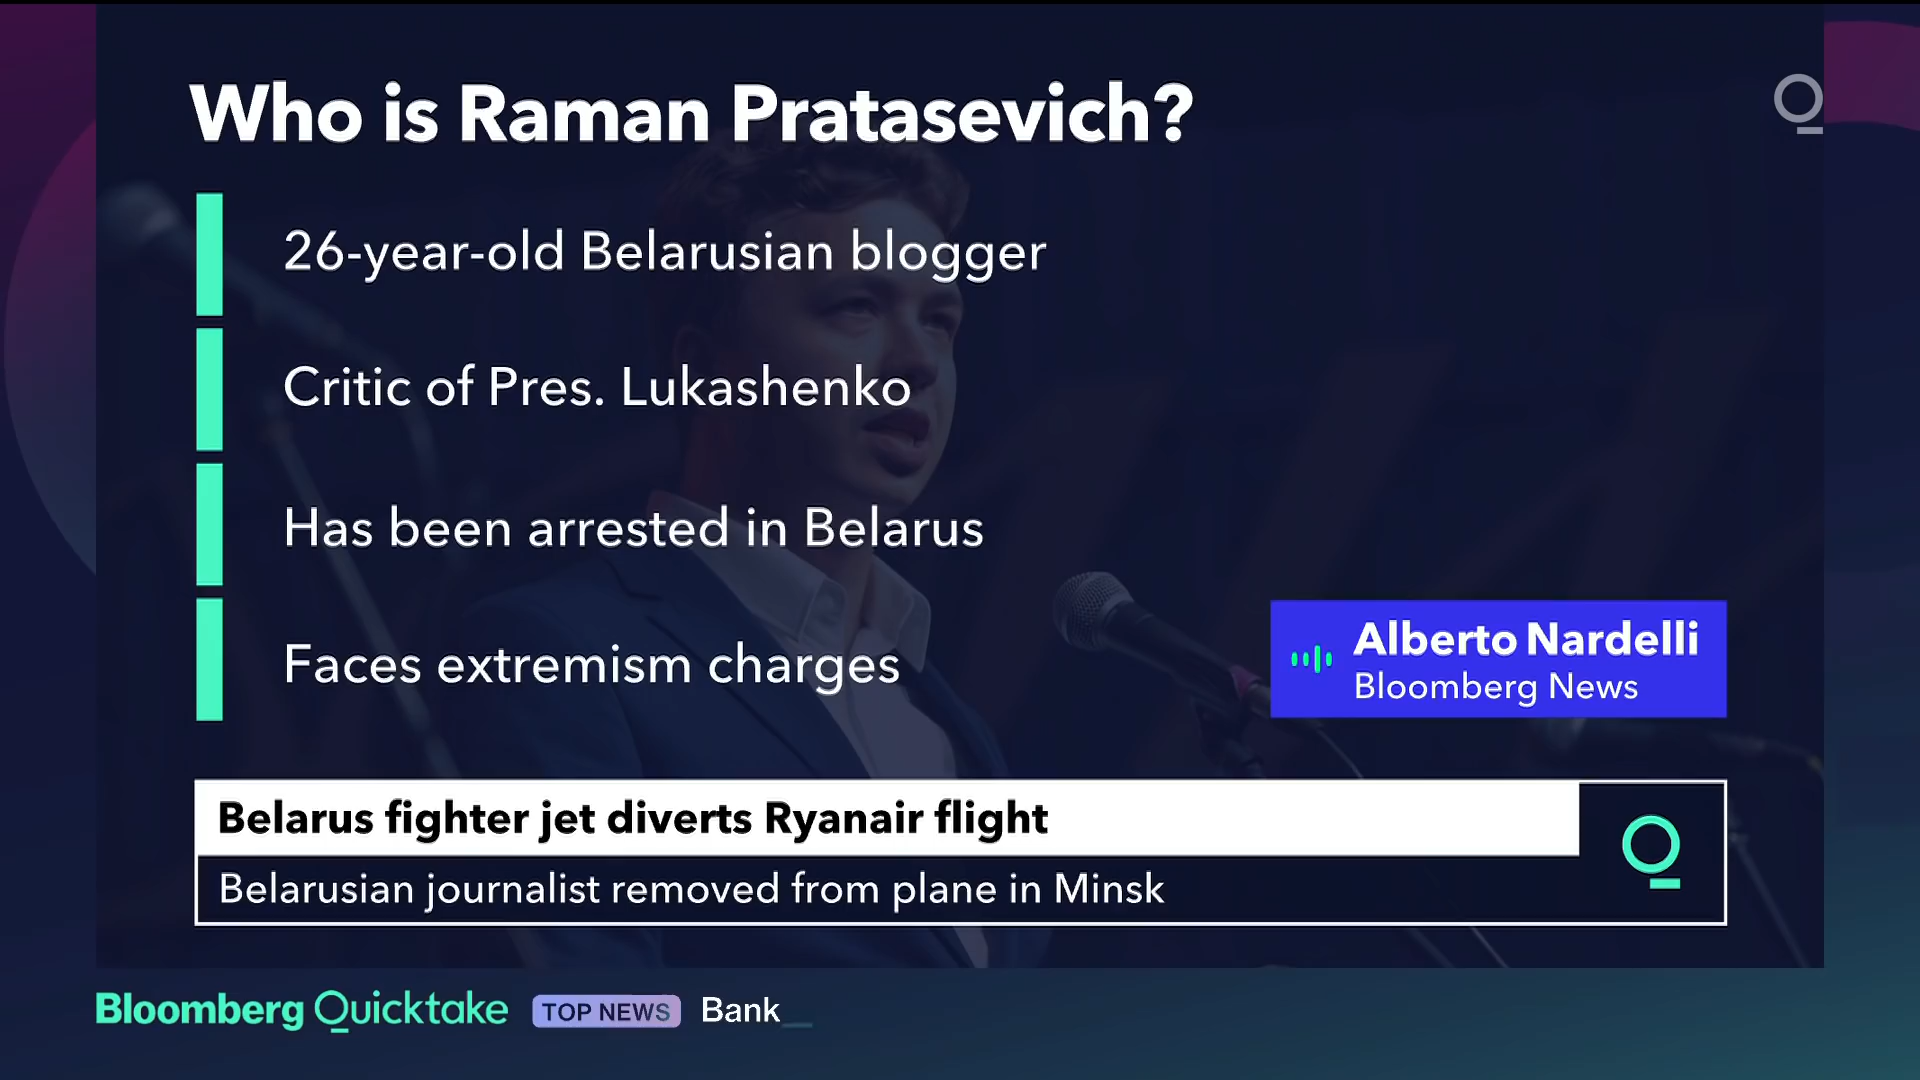 Who is Raman Pratasevich?
26-year-old Belarusian blogger
Critic of Pres. Lukashenko
Has been arrested in Belarus
Faces extremism charges
Alberto Nardelli
Bloomberg News
Belarus fighter jet diverts Ryanair flight
Belarusian journalist removed from plane in Minsk
Bloomberg Quicktake TOP NEWS Bank_